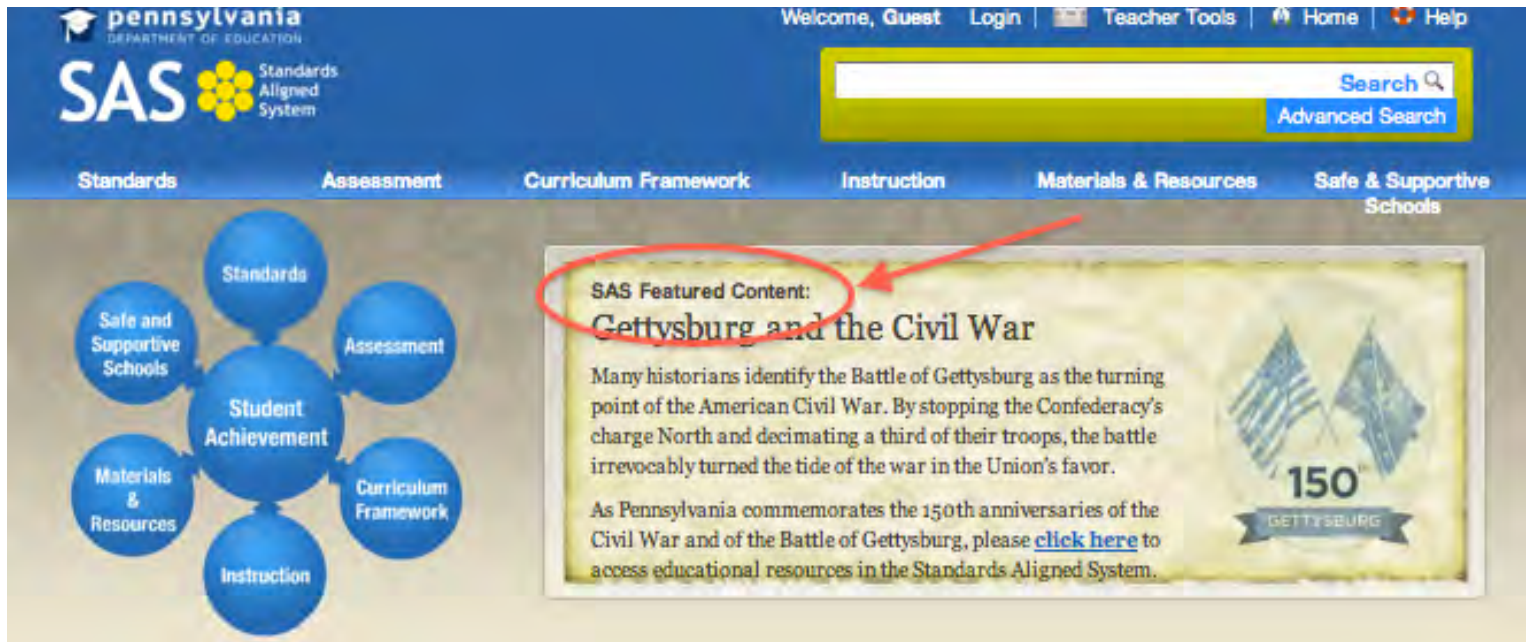 pennsylvania
DEPARTMENT OF EDUCATION
Welcome, Guest Login | Teacher Tools | Home | Help
SAS
Standards
Aligned
System
Search
Advanced Search
Standards Assessment Curriculum Framework Instruction Materials & Resources Safe & Supportive
Schools
Standards
Safe and
Supportive
Schools
Assessment
Student
Achievement
Materials
&
Resources
Curriculum
Framework
Instruction
SAS Featured Content:
Gettysburg and the Civil War
Many historians identify the Battle of Gettysburg as the turning
point of the American Civil War. By stopping the Confederacy's
charge North and decimating a third of their troops, the battle
irrevocably turned the tide of the war in the Union's favor.
As Pennsylvania commemorates the 150th anniversaries of the
Civil War and of the Battle of Gettysburg, please click here to
access educational resources in the Standards Aligned System.
150th
GETTYSBURG